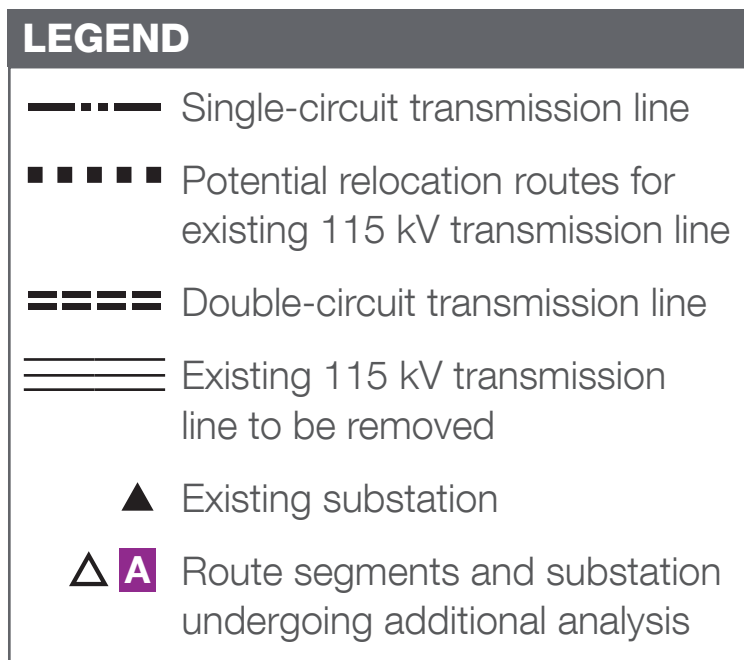 LEGEND
Single-circuit transmission line
Potential relocation routes for
existing 115 kV transmission line
Double-circuit transmission line
Existing 115 kV transmission
line to be removed
Existing substation
A Route segments and substation
undergoing additional analysis